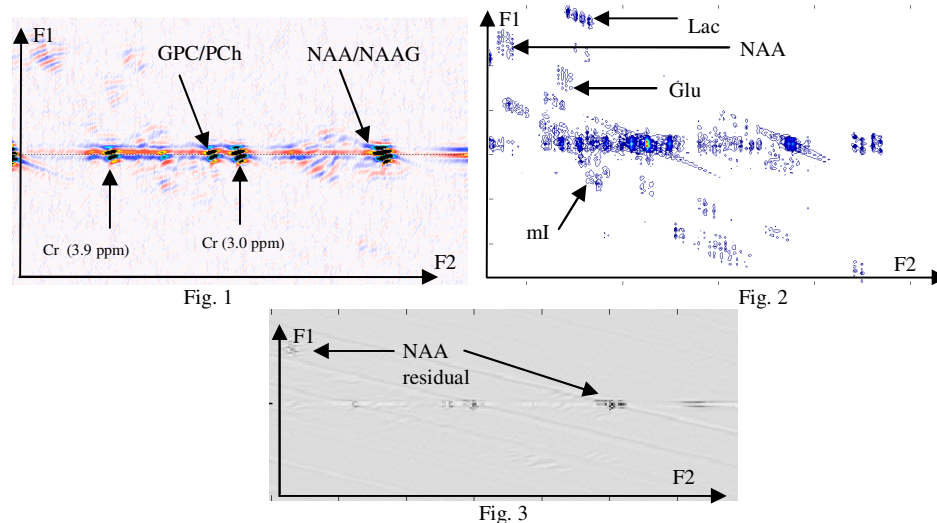 F1
GPC/PCh
NAA/NAAG
Cr (3.9 ppm)
Cr (3.0 ppm)
F2
Fig. 1
F1
Lac
NAA
Glu
mI
F2
Fig. 2
F1
NAA
residual
F2
Fig. 3